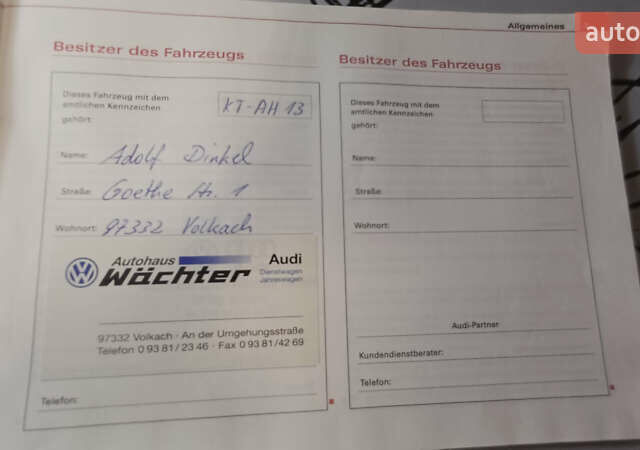 Allgemeines
auto
Besitzer des Fahrzeugs
Dieses Fahrzeug mit dem
amtlichen Kennzeichen
KT-AH 13
gehört:
Name: Adolf Dinkel
Straße: Goethe Str. 1
Wohnort: 97332 Volkach
Autohaus
Wächter
Audi
Dienstwagen
Jahreswagen
97332 Volkach · An der Umgehungsstraße
Telefon 0 93 81 / 23 46 · Fax 0 93 81 / 42 69
Telefon:
Besitzer des Fahrzeugs
Dieses Fahrzeug mit dem
amtlichen Kennzeichen
gehört:
Name:
Straße:
Wohnort:
Audi-Partner
Kundendienstberater:
Telefon: